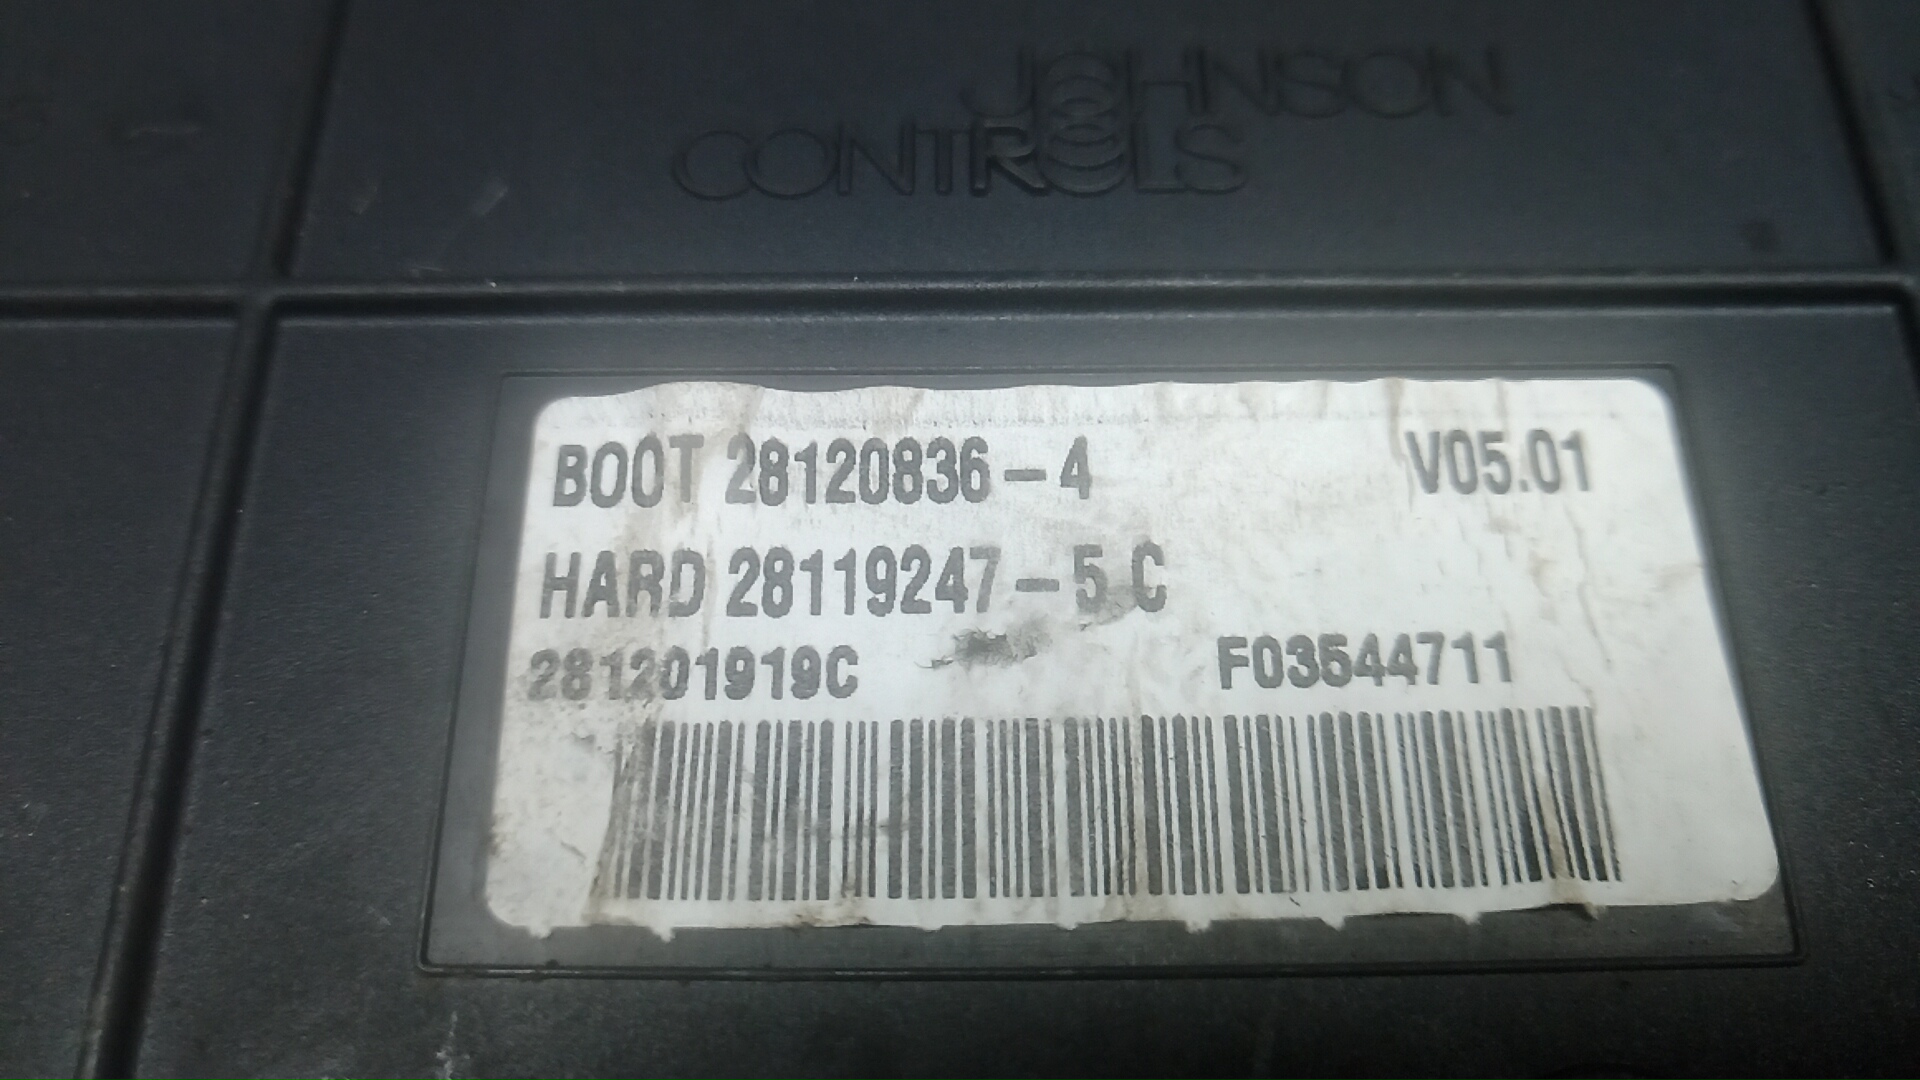 JOHNSON
CONTROLS
BOOT 28120836-4 V05.01
HARD 28119247-5 C
281201919C F03544711